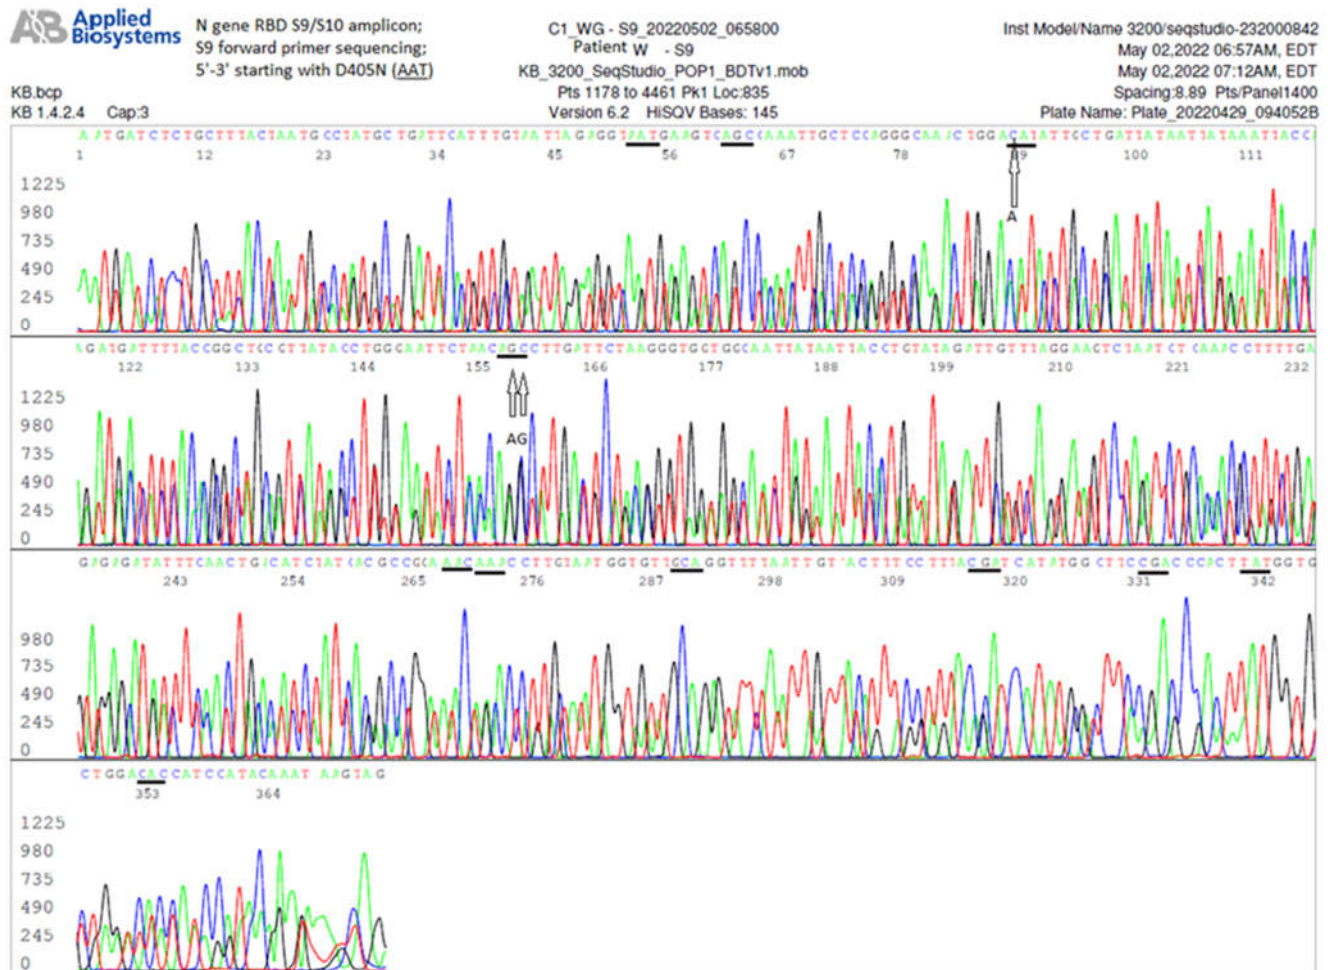 A&B Applied Biosystems
N gene RBD S9/S10 amplicon;
S9 forward primer sequencing;
5'-3' starting with D405N (AAT)
KB.bcp
KB 1.4.2.4 Cap:3
C1_WG - S9_20220502_065800
Patient W - S9
KB_3200_SeqStudio_POP1_BDTv1.mob
Pts 1178 to 4461 Pk1 Loc:835
Version 6.2 HiSQV Bases: 145
Inst Model/Name 3200/seqstudio-232000842
May 02,2022 06:57AM, EDT
May 02,2022 07:12AM, EDT
Spacing:8.89 Pts/Panel1400
Plate Name: Plate_20220429_094052B
1 12 23 34 45 56 67 78 89 100 111
A
1225
980
735
490
245
0
122 133 144 155 166 177 188 199 210 221 232
AG
1225
980
735
490
245
0
243 254 265 276 287 298 309 320 331 342
980
735
490
245
0
CTGGACACCATCCATACAAAT AAGTAG
353 364
1225
980
735
490
245
0